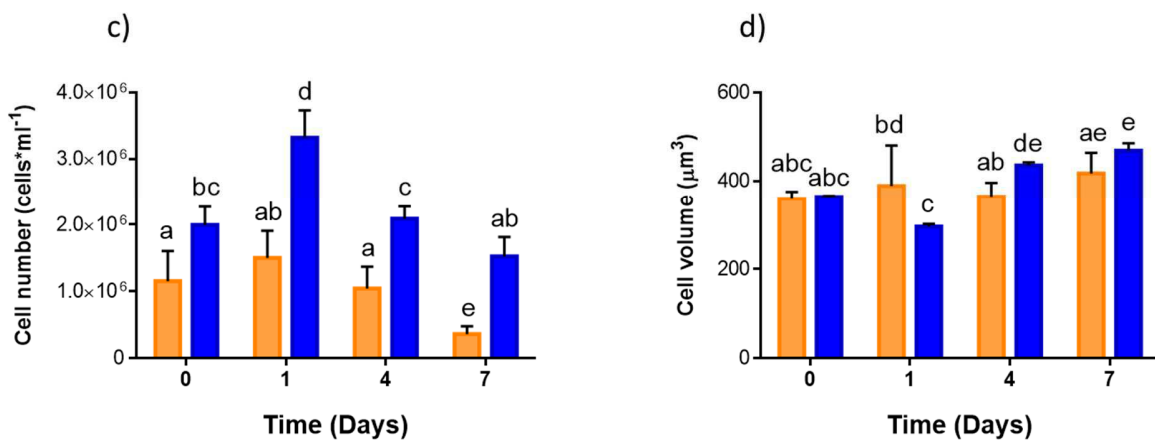 c)
Cell number (cells*ml⁻¹)
4.0×10⁶
3.0×10⁶
2.0×10⁶
1.0×10⁶
0
a
bc
ab
d
a
c
e
ab
0
1
4
7
Time (Days)
d)
Cell volume (μm³)
600
400
200
0
abc
abc
bd
c
ab
de
ae
e
0
1
4
7
Time (Days)